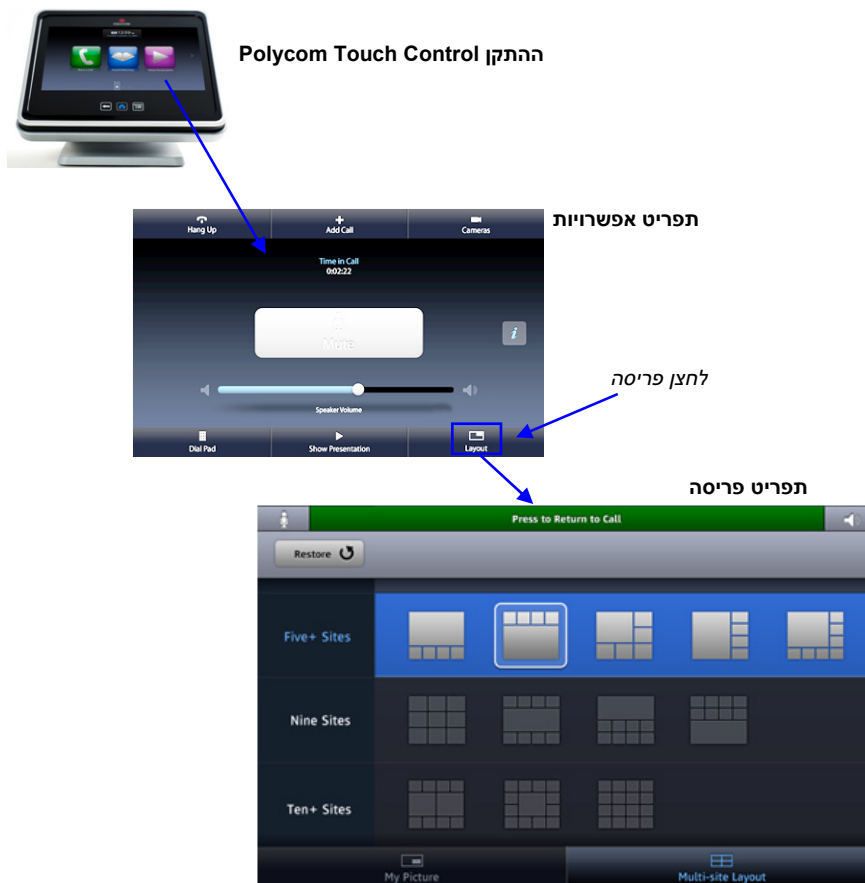 ההתקן Polycom Touch Control
תפריט אפשרויות
Hang Up
Add Call
Cameras
Time in Call
0:02:22
Mute
i
לחצן פריסה
Speaker Volume
Dial Pad
Show Presentation
Layout
תפריט פריסה
Press to Return to Call
Restore
Five+ Sites
Nine Sites
Ten+ Sites
My Picture
Multi-site Layout